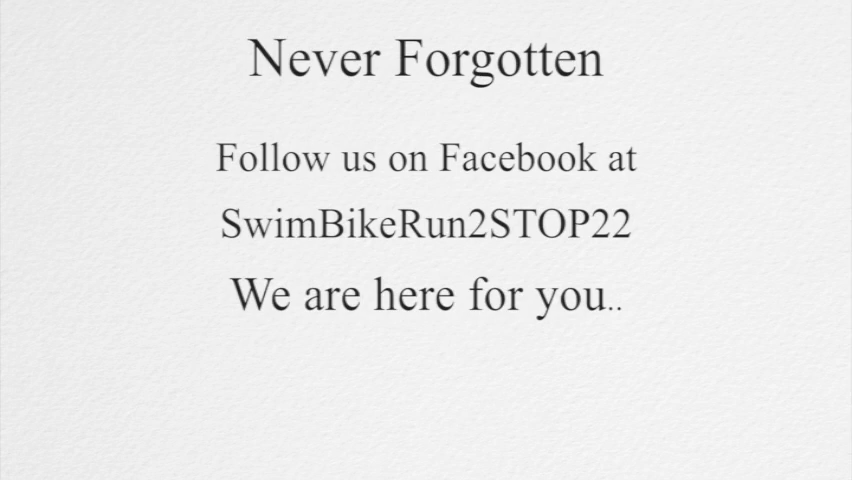 Never Forgotten
Follow us on Facebook at
SwimBikeRun2STOP22
We are here for you..